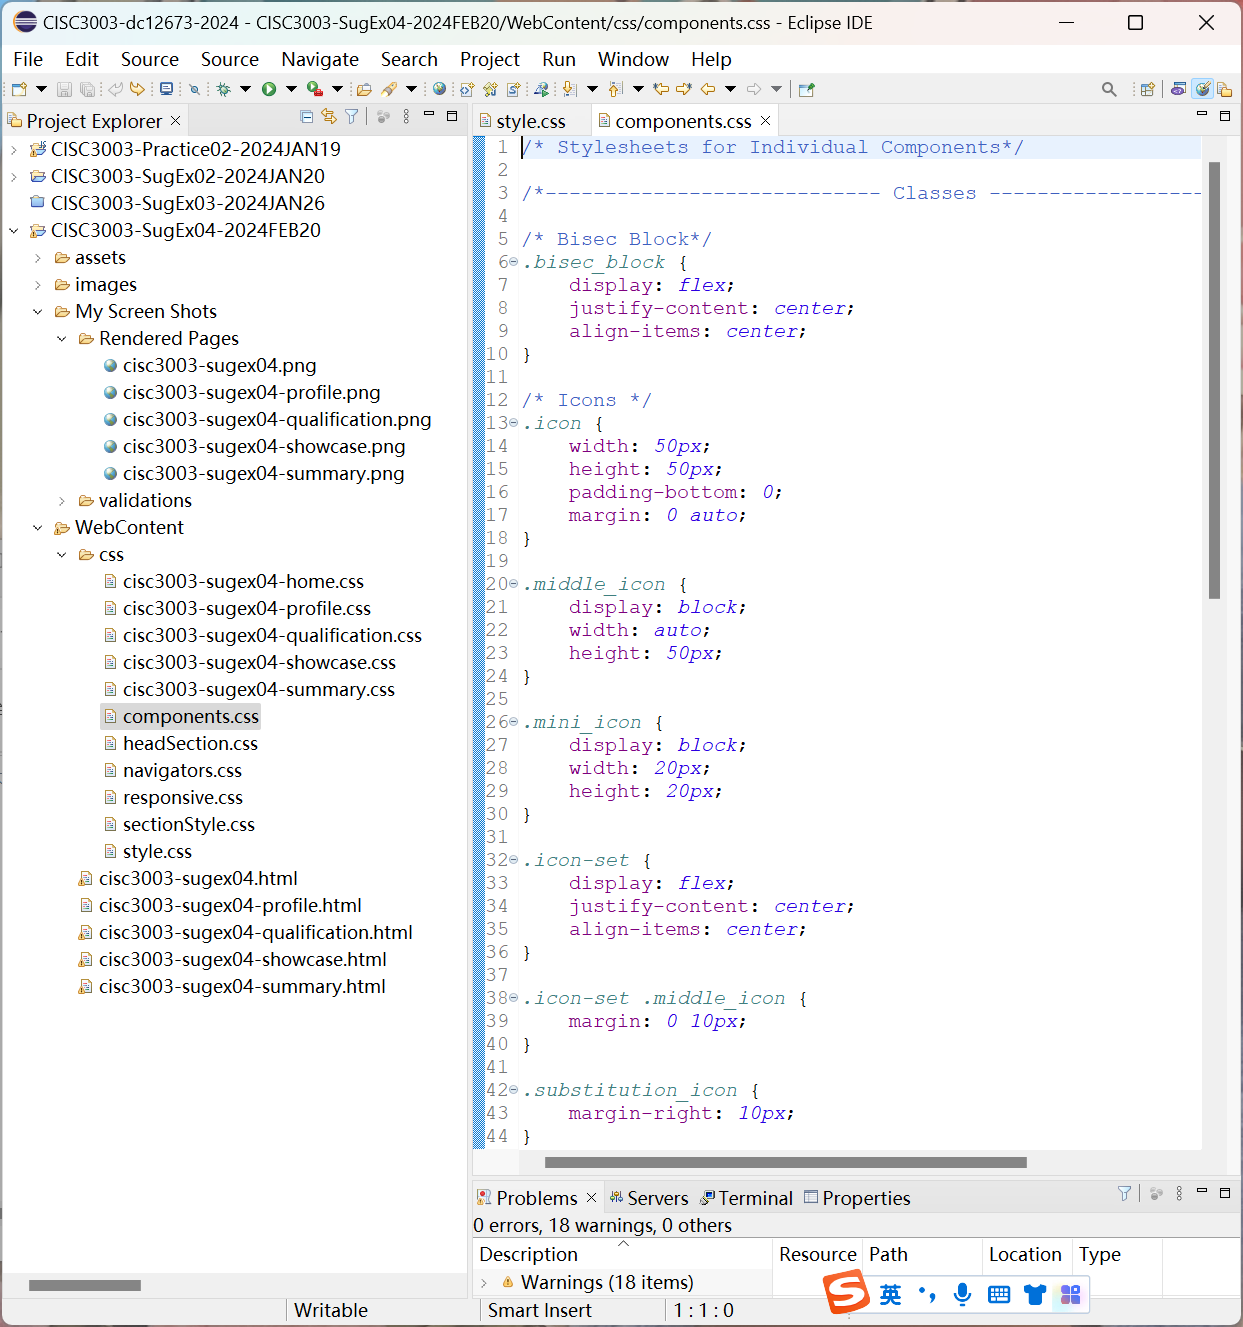 CISC3003-dc12673-2024 - CISC3003-SugEx04-2024FEB20/WebContent/css/components.css - Eclipse IDE
File Edit Source Source Navigate Search Project Run Window Help
Project Explorer
CISC3003-Practice02-2024JAN19
CISC3003-SugEx02-2024JAN20
CISC3003-SugEx03-2024JAN26
CISC3003-SugEx04-2024FEB20
assets
images
My Screen Shots
Rendered Pages
cisc3003-sugex04.png
cisc3003-sugex04-profile.png
cisc3003-sugex04-qualification.png
cisc3003-sugex04-showcase.png
cisc3003-sugex04-summary.png
validations
WebContent
css
cisc3003-sugex04-home.css
cisc3003-sugex04-profile.css
cisc3003-sugex04-qualification.css
cisc3003-sugex04-showcase.css
cisc3003-sugex04-summary.css
components.css
headSection.css
navigators.css
responsive.css
sectionStyle.css
style.css
cisc3003-sugex04.html
cisc3003-sugex04-profile.html
cisc3003-sugex04-qualification.html
cisc3003-sugex04-showcase.html
cisc3003-sugex04-summary.html
style.css components.css
1 /* Stylesheets for Individual Components*/
2
3 /*---------------------------- Classes ------------------
4
5 /* Bisec Block*/
6 .bisec_block {
7 display: flex;
8 justify-content: center;
9 align-items: center;
10 }
11
12 /* Icons */
13 .icon {
14 width: 50px;
15 height: 50px;
16 padding-bottom: 0;
17 margin: 0 auto;
18 }
19
20 .middle_icon {
21 display: block;
22 width: auto;
23 height: 50px;
24 }
25
26 .mini_icon {
27 display: block;
28 width: 20px;
29 height: 20px;
30 }
31
32 .icon-set {
33 display: flex;
34 justify-content: center;
35 align-items: center;
36 }
37
38 .icon-set .middle_icon {
39 margin: 0 10px;
40 }
41
42 .substitution_icon {
43 margin-right: 10px;
44 }
Problems Servers Terminal Properties
0 errors, 18 warnings, 0 others
Description Resource Path Location Type
Warnings (18 items)
S 英
Writable Smart Insert 1 : 1 : 0